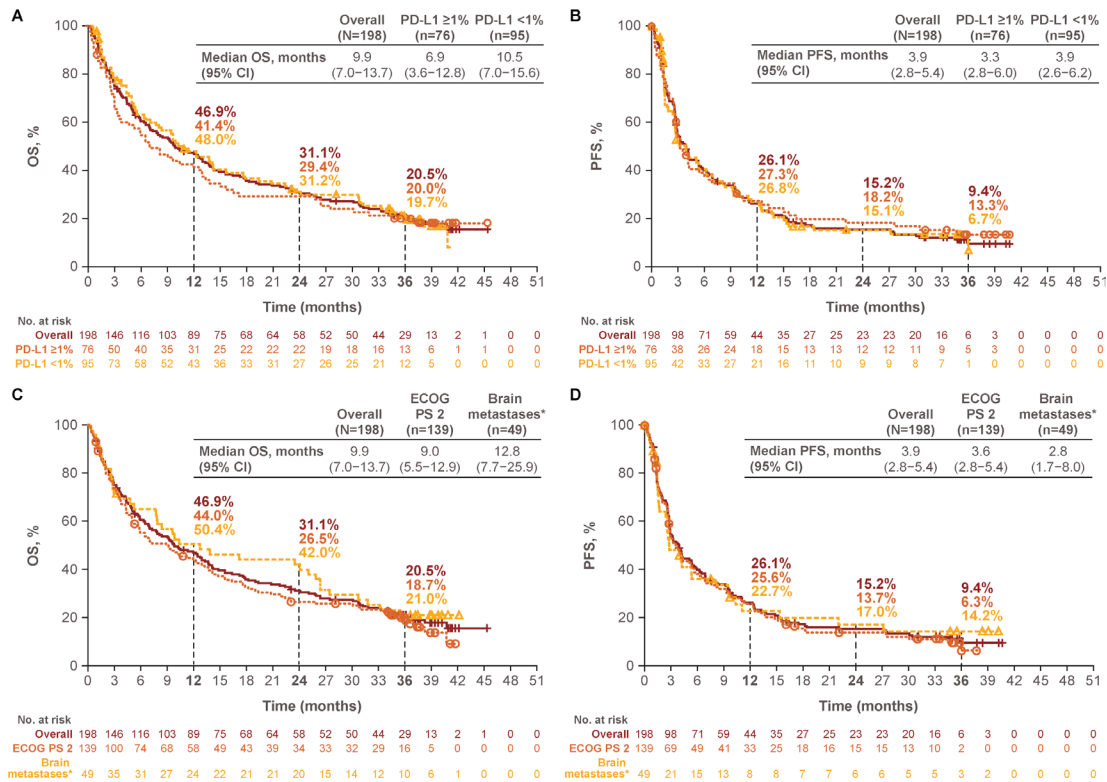 A
Overall PD-L1 ≥1% PD-L1 <1%
(N=198) (n=76) (n=95)
Median OS, months 9.9 6.9 10.5
(95% CI) (7.0–13.7) (3.6–12.8) (7.0–15.6)
OS, %
100
80
60
40
20
0
46.9%
41.4%
48.0%
31.1%
29.4%
31.2%
20.5%
20.0%
19.7%
0 3 6 9 12 15 18 21 24 27 30 33 36 39 42 45 48 51
Time (months)
No. at risk
Overall 198 146 116 103 89 75 68 64 58 52 50 44 29 13 2 1 0 0
PD-L1 ≥1% 76 50 40 35 31 25 22 22 22 19 18 16 13 6 1 1 0 0
PD-L1 <1% 95 73 58 52 43 36 33 31 27 26 25 21 12 5 0 0 0 0
B
Overall PD-L1 ≥1% PD-L1 <1%
(N=198) (n=76) (n=95)
Median PFS, months 3.9 3.3 3.9
(95% CI) (2.8–5.4) (2.8–6.0) (2.6–6.2)
PFS, %
100
80
60
40
20
0
26.1%
27.3%
26.8%
15.2%
18.2%
15.1%
9.4%
13.3%
6.7%
0 3 6 9 12 15 18 21 24 27 30 33 36 39 42 45 48 51
Time (months)
No. at risk
Overall 198 98 71 59 44 35 27 25 23 23 20 16 6 3 0 0 0 0
PD-L1 ≥1% 76 38 26 24 18 15 13 13 12 12 11 9 5 3 0 0 0 0
PD-L1 <1% 95 42 33 27 21 16 11 10 9 9 8 7 1 0 0 0 0 0
C
Overall ECOG PS 2 Brain metastases*
(N=198) (n=139) (n=49)
Median OS, months 9.9 9.0 12.8
(95% CI) (7.0–13.7) (5.5–12.9) (7.7–25.9)
OS, %
100
80
60
40
20
0
46.9%
44.0%
50.4%
31.1%
26.5%
42.0%
20.5%
18.7%
21.0%
0 3 6 9 12 15 18 21 24 27 30 33 36 39 42 45 48 51
Time (months)
No. at risk
Overall 198 146 116 103 89 75 68 64 58 52 50 44 29 13 2 1 0 0
ECOG PS 2 139 100 74 68 58 49 43 39 34 33 32 29 16 5 0 0 0 0
Brain
metastases* 49 35 31 27 24 22 21 21 20 15 14 12 10 6 1 0 0 0
D
Overall ECOG PS 2 Brain metastases*
(N=198) (n=139) (n=49)
Median PFS, months 3.9 3.6 2.8
(95% CI) (2.8–5.4) (2.8–5.4) (1.7–8.0)
PFS, %
100
80
60
40
20
0
26.1%
25.6%
22.7%
15.2%
13.7%
17.0%
9.4%
6.3%
14.2%
0 3 6 9 12 15 18 21 24 27 30 33 36 39 42 45 48 51
Time (months)
No. at risk
Overall 198 98 71 59 44 35 27 25 23 23 20 16 6 3 0 0 0 0
ECOG PS 2 139 69 49 41 33 25 18 16 15 15 13 10 2 0 0 0 0 0
Brain
metastases* 49 21 15 13 8 8 7 7 6 6 5 5 3 2 0 0 0 0